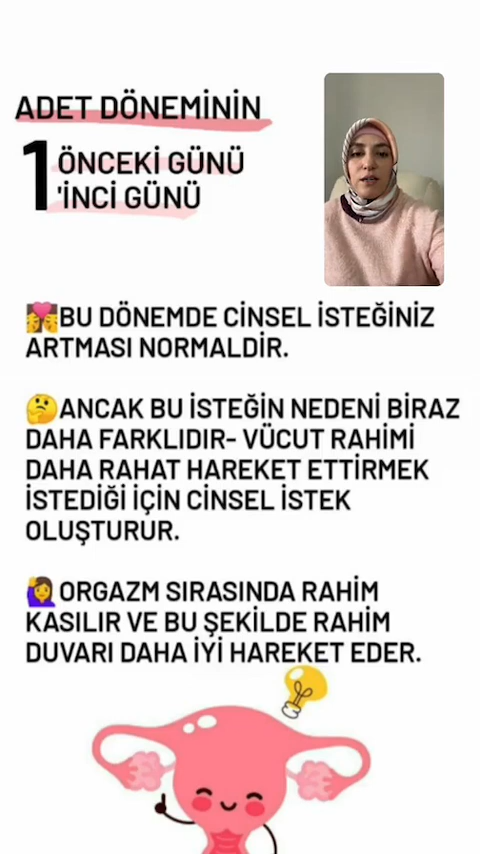 ADET DÖNEMİNİN
1 ÖNCEKİ GÜNÜ
'İNCİ GÜNÜ
💏BU DÖNEMDE CİNSEL İSTEĞİNİZ
ARTMASI NORMALDİR.
🤔ANCAK BU İSTEĞİN NEDENİ BİRAZ
DAHA FARKLIDIR- VÜCUT RAHİMİ
DAHA RAHAT HAREKET ETTİRMEK
İSTEDİĞİ İÇİN CİNSEL İSTEK
OLUŞTURUR.
🙋‍♀️ORGAZM SIRASINDA RAHİM
KASILIR VE BU ŞEKİLDE RAHİM
DUVARI DAHA İYİ HAREKET EDER.